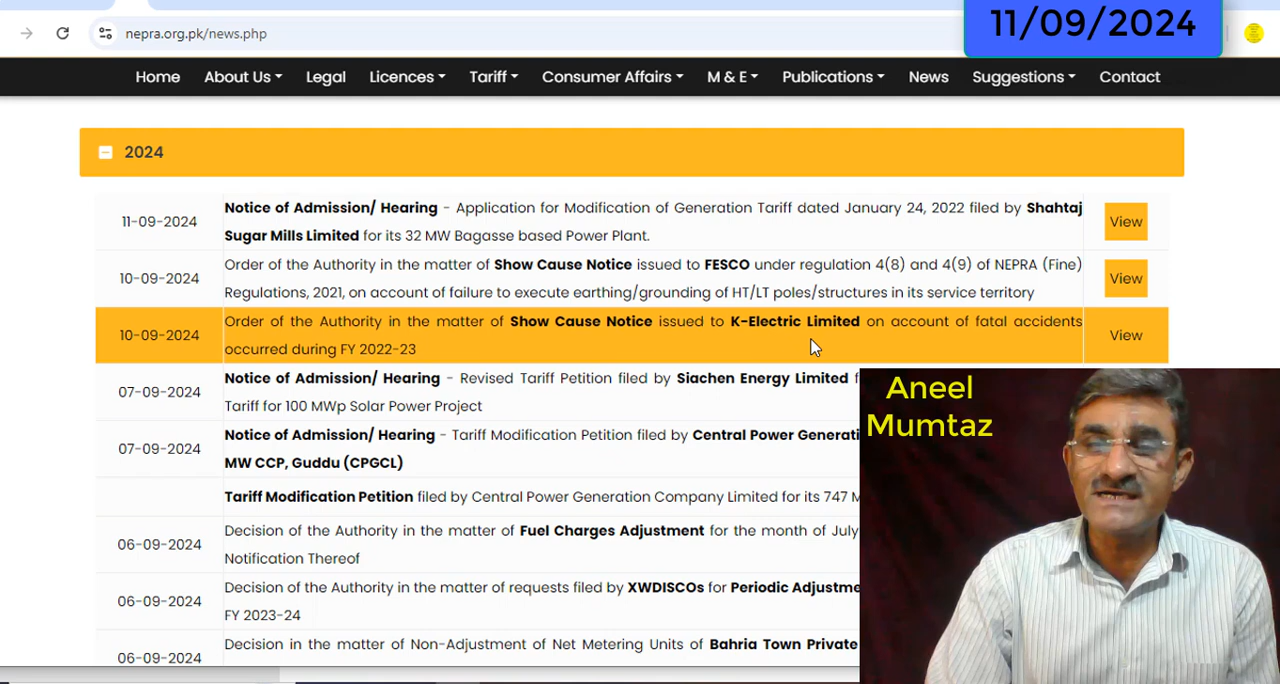 nepra.org.pk/news.php
11/09/2024
Home About Us Legal Licences Tariff Consumer Affairs M & E Publications News Suggestions Contact
2024
11-09-2024
Notice of Admission/ Hearing - Application for Modification of Generation Tariff dated January 24, 2022 filed by Shahtaj
Sugar Mills Limited for its 32 MW Bagasse based Power Plant.
View
10-09-2024
Order of the Authority in the matter of Show Cause Notice issued to FESCO under regulation 4(8) and 4(9) of NEPRA (Fine)
Regulations, 2021, on account of failure to execute earthing/grounding of HT/LT poles/structures in its service territory
View
10-09-2024
Order of the Authority in the matter of Show Cause Notice issued to K-Electric Limited on account of fatal accidents
occurred during FY 2022-23
View
07-09-2024
Notice of Admission/ Hearing - Revised Tariff Petition filed by Siachen Energy Limited
Tariff for 100 MWp Solar Power Project
07-09-2024
Notice of Admission/ Hearing - Tariff Modification Petition filed by Central Power Generati
MW CCP, Guddu (CPGCL)
Tariff Modification Petition filed by Central Power Generation Company Limited for its 747 M
06-09-2024
Decision of the Authority in the matter of Fuel Charges Adjustment for the month of July
Notification Thereof
06-09-2024
Decision of the Authority in the matter of requests filed by XWDISCOs for Periodic Adjustme
FY 2023-24
06-09-2024
Decision in the matter of Non-Adjustment of Net Metering Units of Bahria Town Private
Aneel
Mumtaz